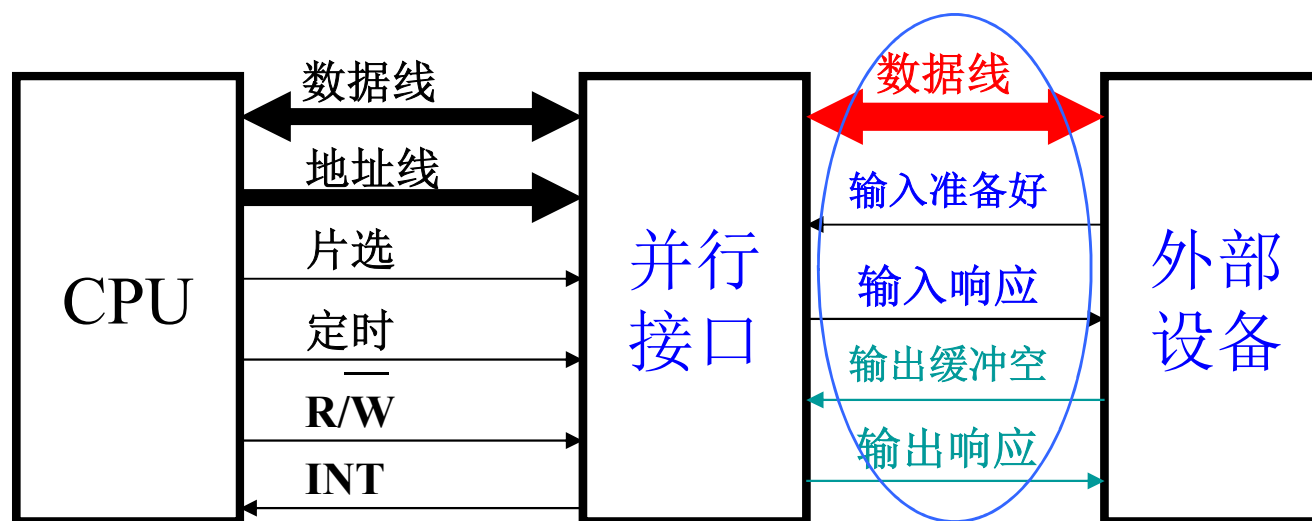 CPU
数据线
地址线
片选
定时
R/W̅
INT
并行
接口
数据线
输入准备好
输入响应
输出缓冲空
输出响应
外部
设备